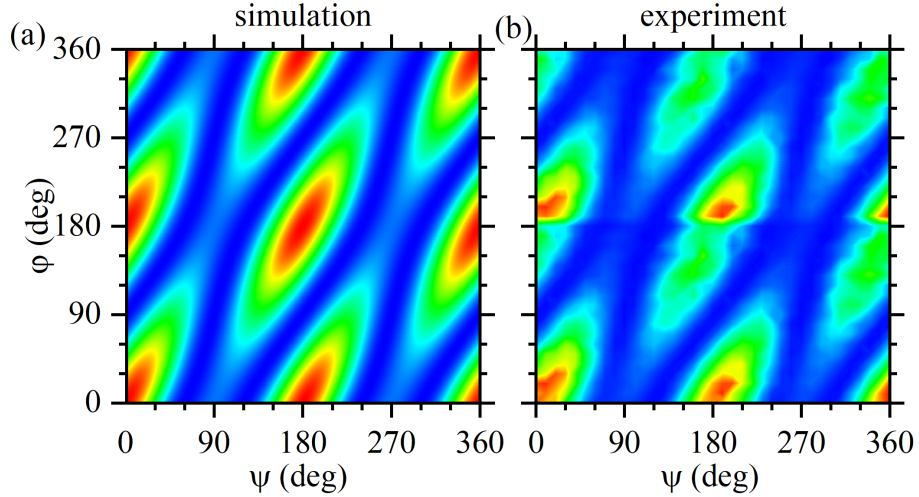 simulation experiment
(a) (b)
360
270
180
90
0
φ (deg)
0 90 180 270 360 0 90 180 270 360
ψ (deg) ψ (deg)